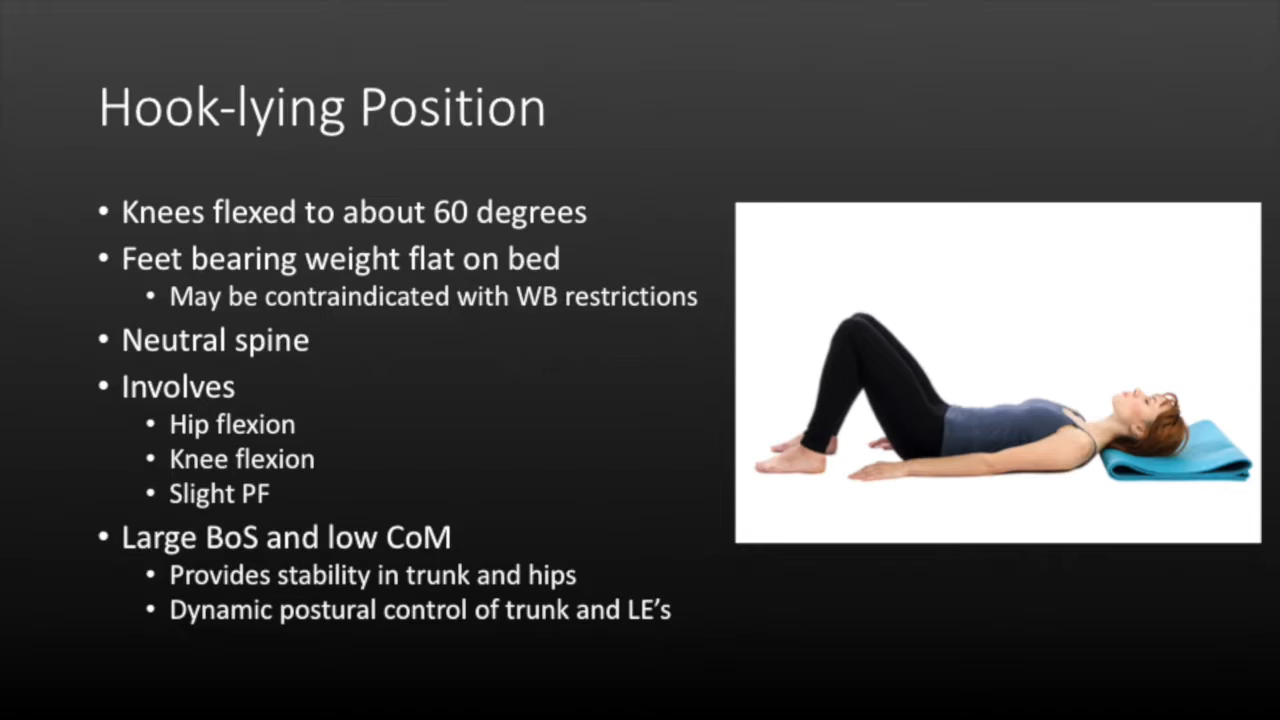 Hook-lying Position
• Knees flexed to about 60 degrees
• Feet bearing weight flat on bed
• May be contraindicated with WB restrictions
• Neutral spine
• Involves
• Hip flexion
• Knee flexion
• Slight PF
• Large BoS and low CoM
• Provides stability in trunk and hips
• Dynamic postural control of trunk and LE’s